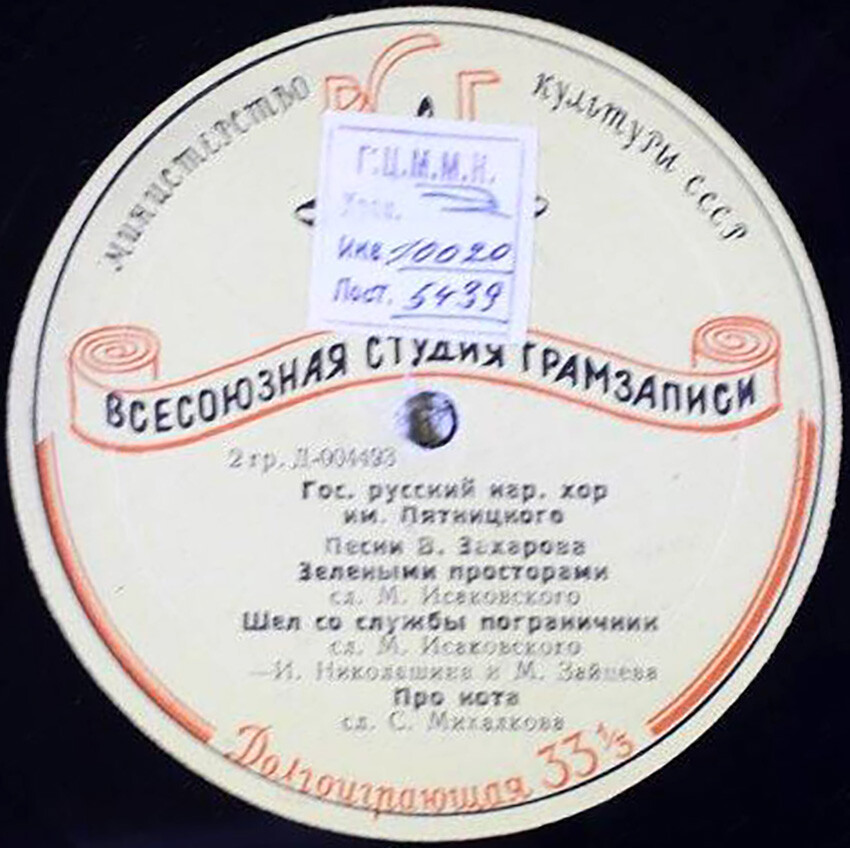 МИНИСТЕРСТВО КУЛЬТУРЫ СССР
Г.Ц.М.М.К.
Инв. 10020
Пост. 5439
ВСЕСОЮЗНАЯ СТУДИЯ ГРАМЗАПИСИ
2 гр. Д-004493
Гос. русский нар. хор
им. Пятницкого
Песни В. Захарова
Зелеными просторами
сл. М. Исаковского
Шел со службы пограничник
сл. М. Исаковского
—И. Николашина и М. Зайцева
Про кота
сл. С. Михалкова
Долгоиграющая 33⅓